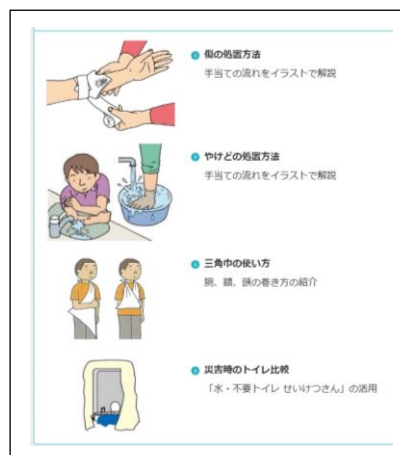 傷の処置方法
手当ての流れをイラストで解説
やけどの処置方法
手当ての流れをイラストで解説
三角巾の使い方
腕、額、頭の巻き方の紹介
災害時のトイレ比較
「水・不要トイレ せいけつさん」の活用